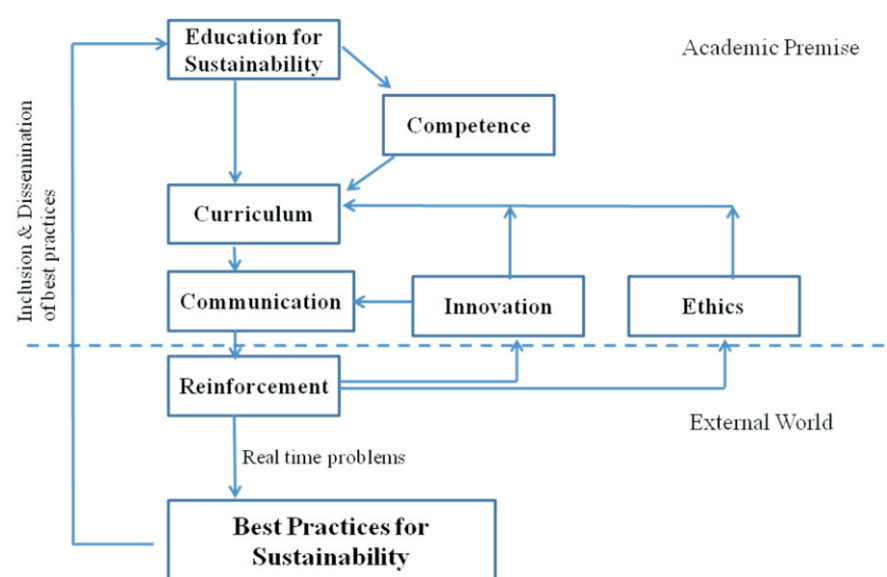 Education for
Sustainability
Academic Premise
Competence
Inclusion & Dissemination
of best practices
Curriculum
Communication
Innovation
Ethics
Reinforcement
External World
Real time problems
Best Practices for
Sustainability